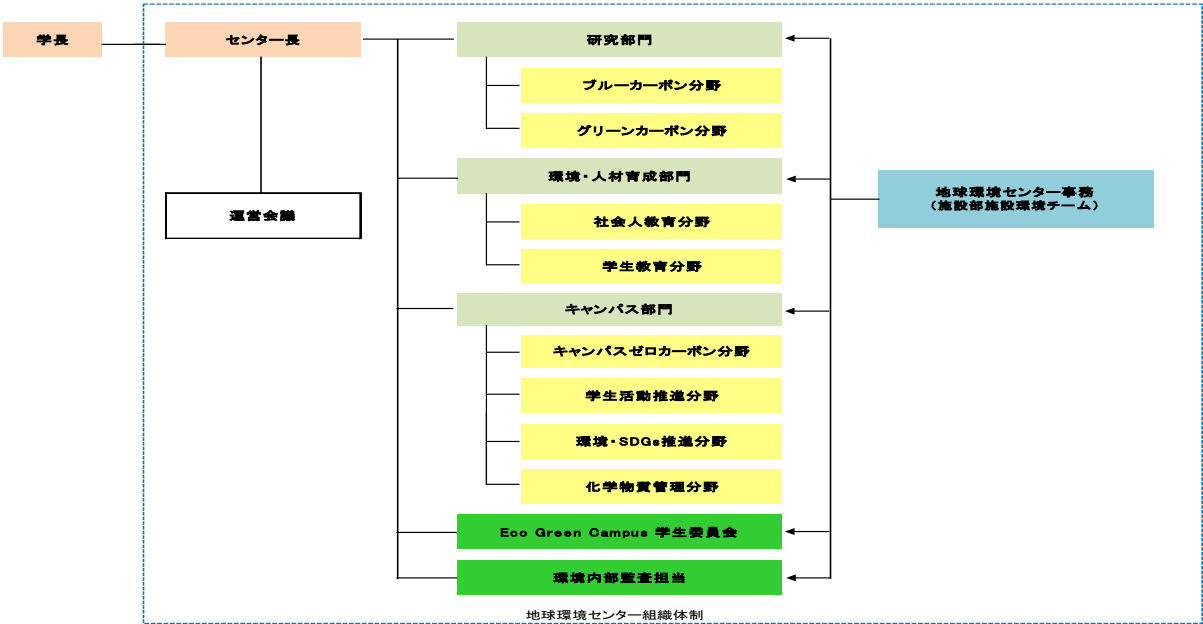 学長
センター長
運営会議
研究部門
ブルーカーボン分野
グリーンカーボン分野
環境・人材育成部門
社会人教育分野
学生教育分野
キャンパス部門
キャンパスゼロカーボン分野
学生活動推進分野
環境・SDGs推進分野
化学物質管理分野
Eco Green Campus 学生委員会
環境内部監査担当
地球環境センター事務
（施設部施設環境チーム）
地球環境センター組織体制